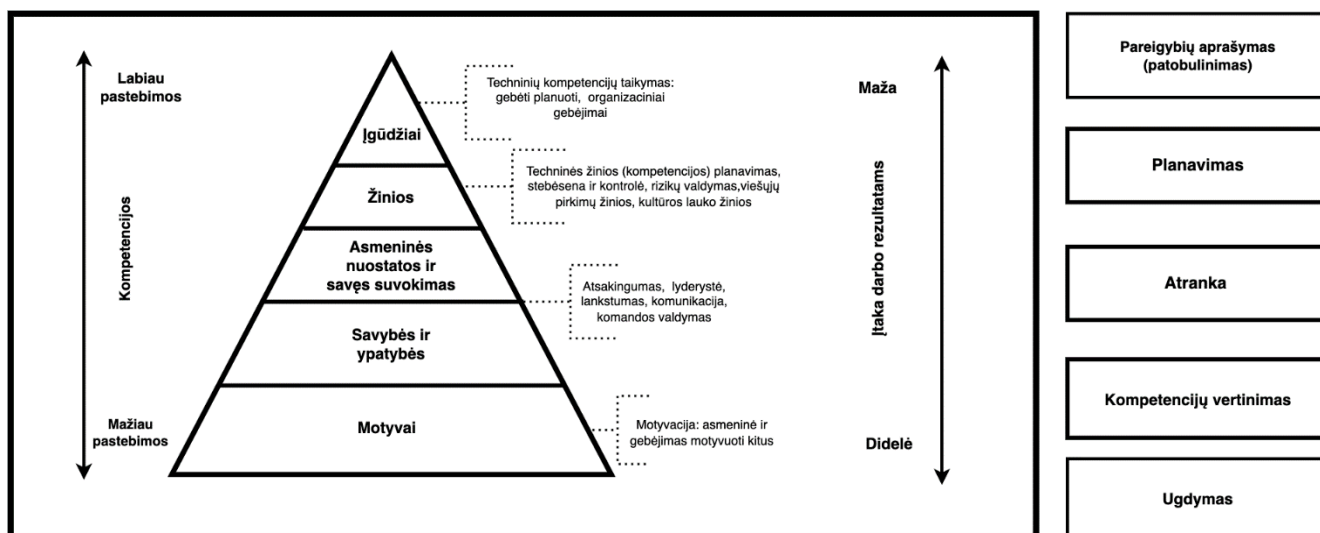 Labiau
pastebimos
Kompetencijos
Mažiau
pastebimos
Įgūdžiai
Žinios
Asmeninės
nuostatos ir
savęs suvokimas
Savybės ir
ypatybės
Motyvai
Techninių kompetencijų taikymas:
gebėti planuoti, organizaciniai
gebėjimai
Techninės žinios (kompetencijos) planavimas,
stebėsena ir kontrolė, rizikų valdymas,viešųjų
pirkimų žinios, kultūros lauko žinios
Atsakingumas, lyderystė,
lankstumas, komunikacija,
komandos valdymas
Motyvacija: asmeninė ir
gebėjimas motyvuoti kitus
Maža
Įtaka darbo rezultatams
Didelė
Pareigybių aprašymas
(patobulinimas)
Planavimas
Atranka
Kompetencijų vertinimas
Ugdymas